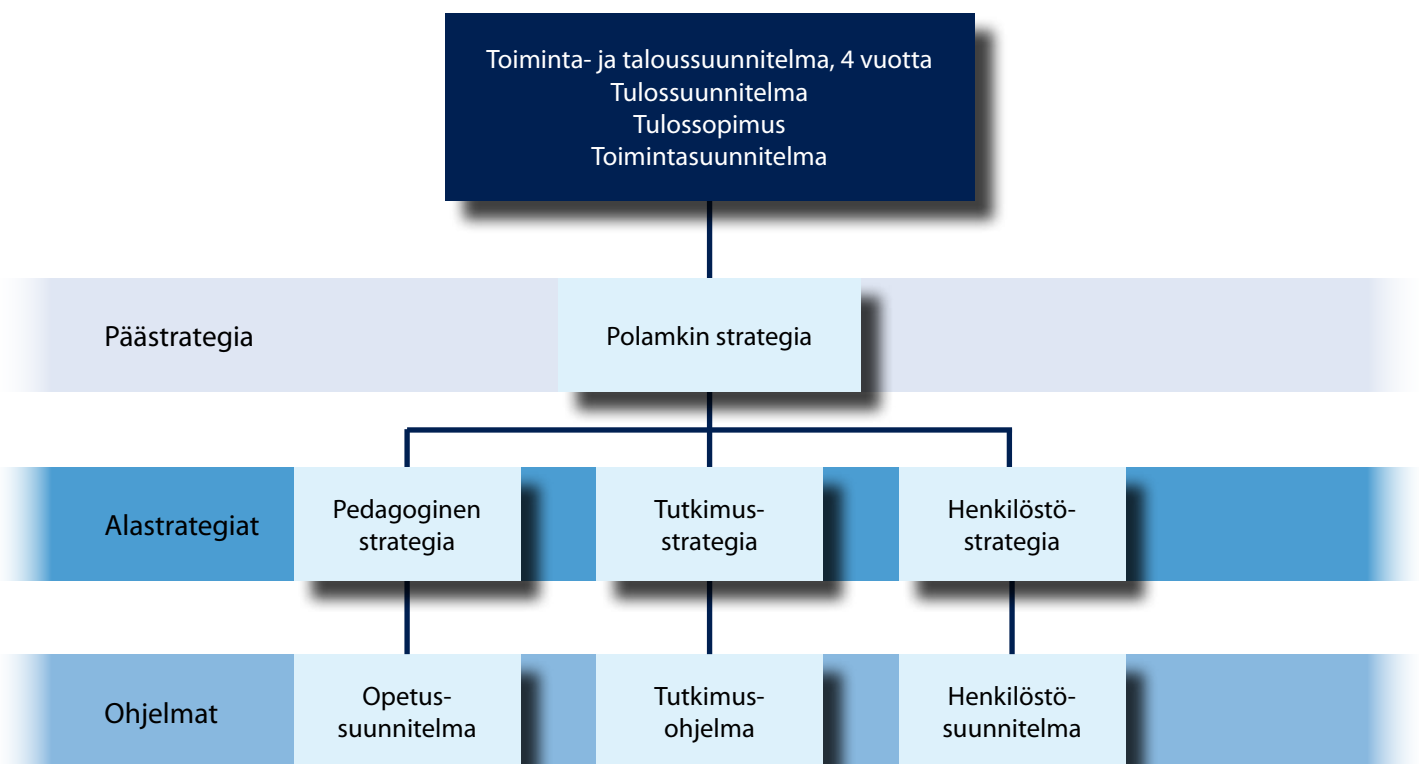 Toiminta- ja taloussuunnitelma, 4 vuotta
Tulossuunnitelma
Tulossopimus
Toimintasuunnitelma
Päästrategia
Polamkin strategia
Alastrategiat
Pedagoginen
strategia
Tutkimus-
strategia
Henkilöstö-
strategia
Ohjelmat
Opetus-
suunnitelma
Tutkimus-
ohjelma
Henkilöstö-
suunnitelma